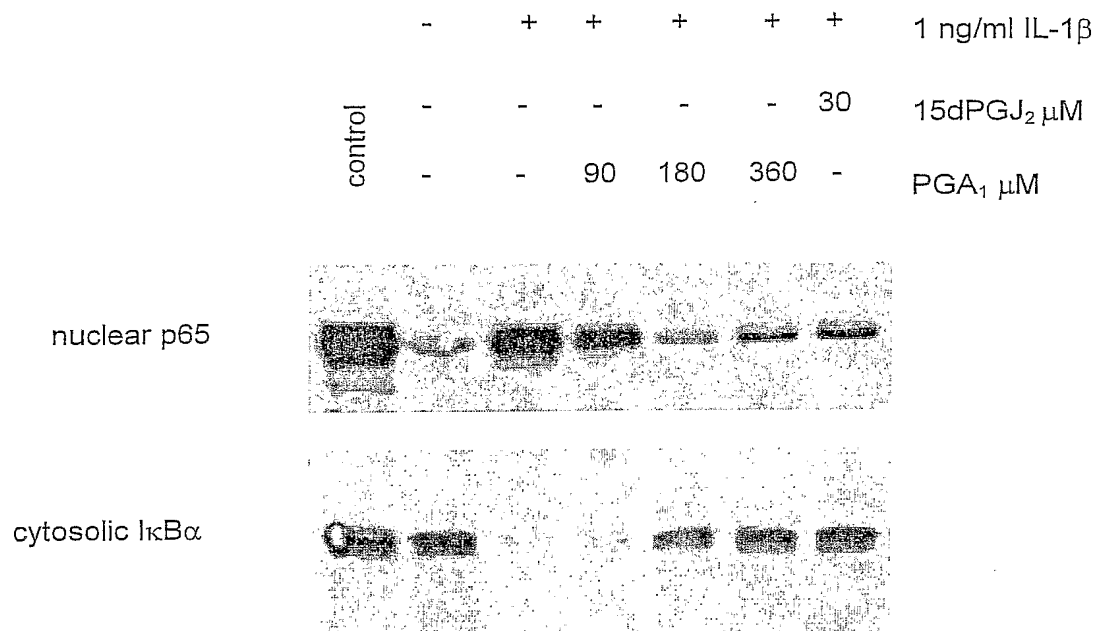 - + + + + + 1 ng/ml IL-1β
control - - - - - 30 15dPGJ₂ μM
- - 90 180 360 - PGA₁ μM
nuclear p65
cytosolic IκBα